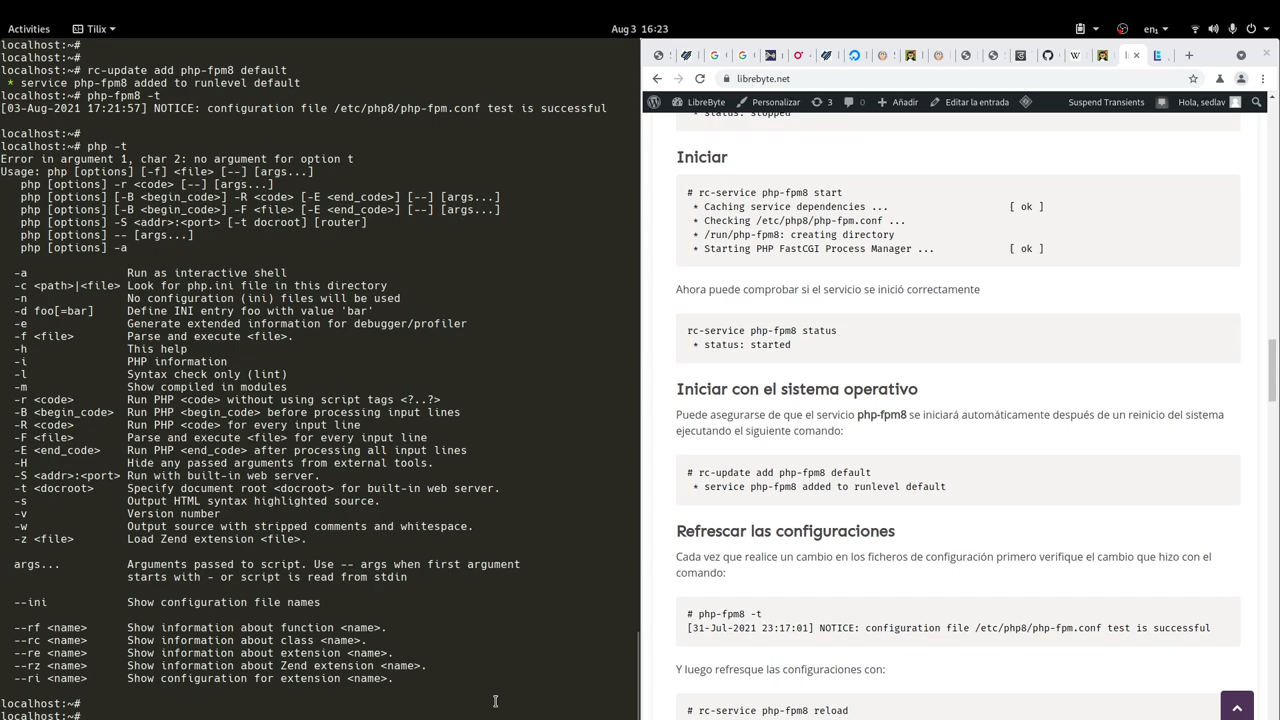 Activities
Tilix
Aug 3 16:23
en1
localhost:~#
localhost:~#
localhost:~# rc-update add php-fpm8 default
* service php-fpm8 added to runlevel default
localhost:~# php-fpm8 -t
[03-Aug-2021 17:21:57] NOTICE: configuration file /etc/php8/php-fpm.conf test is successful
localhost:~#
localhost:~# php -t
Error in argument 1, char 2: no argument for option t
Usage: php [options] [-f] <file> [--] [args...]
php [options] -r <code> [--] [args...]
php [options] [-B <begin_code>] -R <code> [-E <end_code>] [--] [args...]
php [options] [-B <begin_code>] -F <file> [-E <end_code>] [--] [args...]
php [options] -S <addr>:<port> [-t docroot] [router]
php [options] -- [args...]
php [options] -a
-a Run as interactive shell
-c <path>|<file> Look for php.ini file in this directory
-n No configuration (ini) files will be used
-d foo[=bar] Define INI entry foo with value 'bar'
-e Generate extended information for debugger/profiler
-f <file> Parse and execute <file>.
-h This help
-i PHP information
-l Syntax check only (lint)
-m Show compiled in modules
-r <code> Run PHP <code> without using script tags <?..?>
-B <begin_code> Run PHP <begin_code> before processing input lines
-R <code> Run PHP <code> for every input line
-F <file> Parse and execute <file> for every input line
-E <end_code> Run PHP <end_code> after processing all input lines
-H Hide any passed arguments from external tools.
-S <addr>:<port> Run with built-in web server.
-t <docroot> Specify document root <docroot> for built-in web server.
-s Output HTML syntax highlighted source.
-v Version number
-w Output source with stripped comments and whitespace.
-z <file> Load Zend extension <file>.
args... Arguments passed to script. Use -- args when first argument
starts with - or script is read from stdin
--ini Show configuration file names
--rf <name> Show information about function <name>.
--rc <name> Show information about class <name>.
--re <name> Show information about extension <name>.
--rz <name> Show information about Zend extension <name>.
--ri <name> Show configuration for extension <name>.
localhost:~#
localhost:~#
librebyte.net
LibreByte
Personalizar
3
0
Añadir
Editar la entrada
Suspend Transients
Hola, sedlav
* status: stopped
Iniciar
# rc-service php-fpm8 start
* Caching service dependencies ... [ ok ]
* Checking /etc/php8/php-fpm.conf ...
* /run/php-fpm8: creating directory
* Starting PHP FastCGI Process Manager ... [ ok ]
Ahora puede comprobar si el servicio se inició correctamente
rc-service php-fpm8 status
* status: started
Iniciar con el sistema operativo
Puede asegurarse de que el servicio php-fpm8 se iniciará automáticamente después de un reinicio del sistema
ejecutando el siguiente comando:
# rc-update add php-fpm8 default
* service php-fpm8 added to runlevel default
Refrescar las configuraciones
Cada vez que realice un cambio en los ficheros de configuración primero verifique el cambio que hizo con el
comando:
# php-fpm8 -t
[31-Jul-2021 23:17:01] NOTICE: configuration file /etc/php8/php-fpm.conf test is successful
Y luego refresque las configuraciones con:
# rc-service php-fpm8 reload